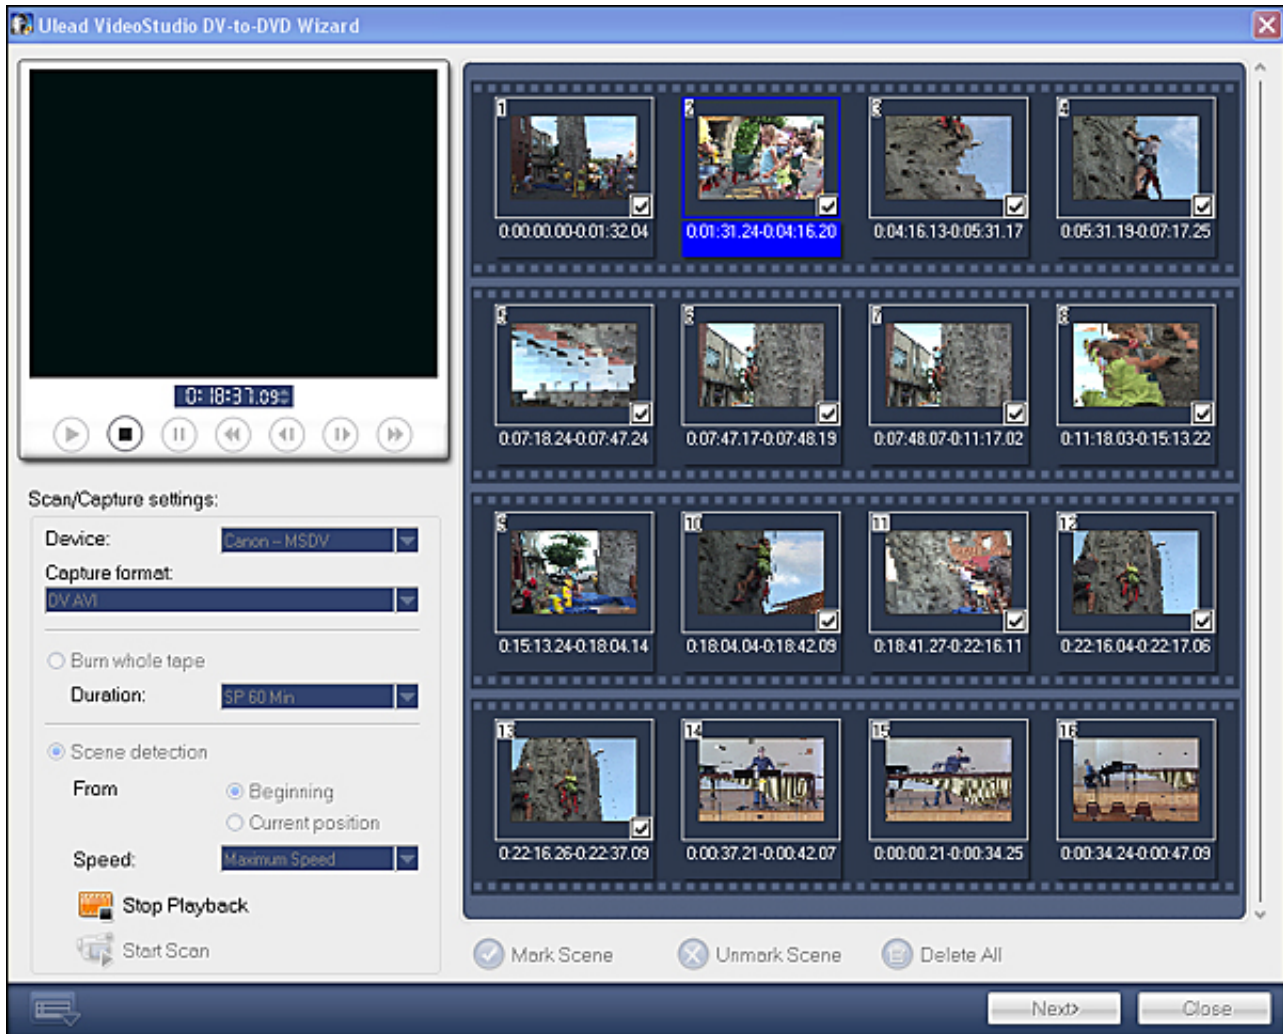 Ulead VideoStudio DV-to-DVD Wizard
1
2
3
4
0:00:00.00-0:01:32.04
0:01:31.24-0:04:16.20
0:04:16.13-0:05:31.17
0:05:31.19-0:07:17.25
0:18:37.09
5
6
7
8
0:07:18.24-0:07:47.24
0:07:47.17-0:07:48.19
0:07:48.07-0:11:17.02
0:11:18.03-0:15:13.22
Scan/Capture settings:
Device:
Canon -- MSDV
Capture format:
DV AVI
Burn whole tape
Duration:
SP 60 Min
Scene detection
From
Beginning
Current position
Speed:
Maximum Speed
Stop Playback
Start Scan
9
10
11
12
0:15:13.24-0:18:04.14
0:18:04.04-0:18:42.09
0:18:41.27-0:22:16.11
0:22:16.04-0:22:17.06
13
14
15
16
0:22:16.26-0:22:37.09
0:00:37.21-0:00:42.07
0:00:00.21-0:00:34.25
0:00:34.24-0:00:47.09
Mark Scene
Unmark Scene
Delete All
Next>
Close